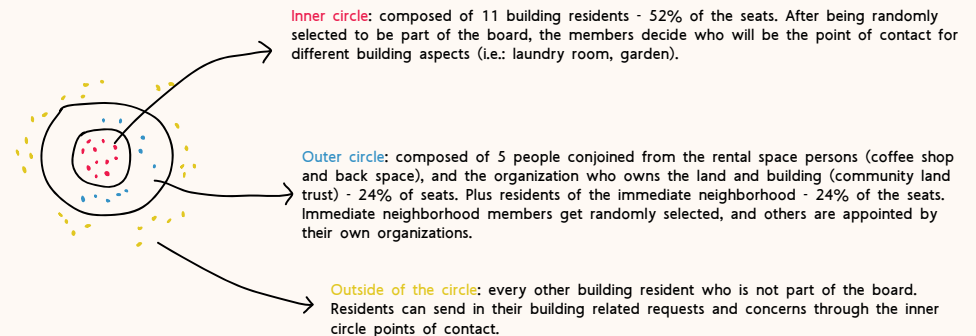 Inner circle: composed of 11 building residents - 52% of the seats. After being randomly
selected to be part of the board, the members decide who will be the point of contact for
different building aspects (i.e.: laundry room, garden).
Outer circle: composed of 5 people conjoined from the rental space persons (coffee shop
and back space), and the organization who owns the land and building (community land
trust) - 24% of seats. Plus residents of the immediate neighborhood - 24% of the seats.
Immediate neighborhood members get randomly selected, and others are appointed by
their own organizations.
Outside of the circle: every other building resident who is not part of the board.
Residents can send in their building related requests and concerns through the inner
circle points of contact.